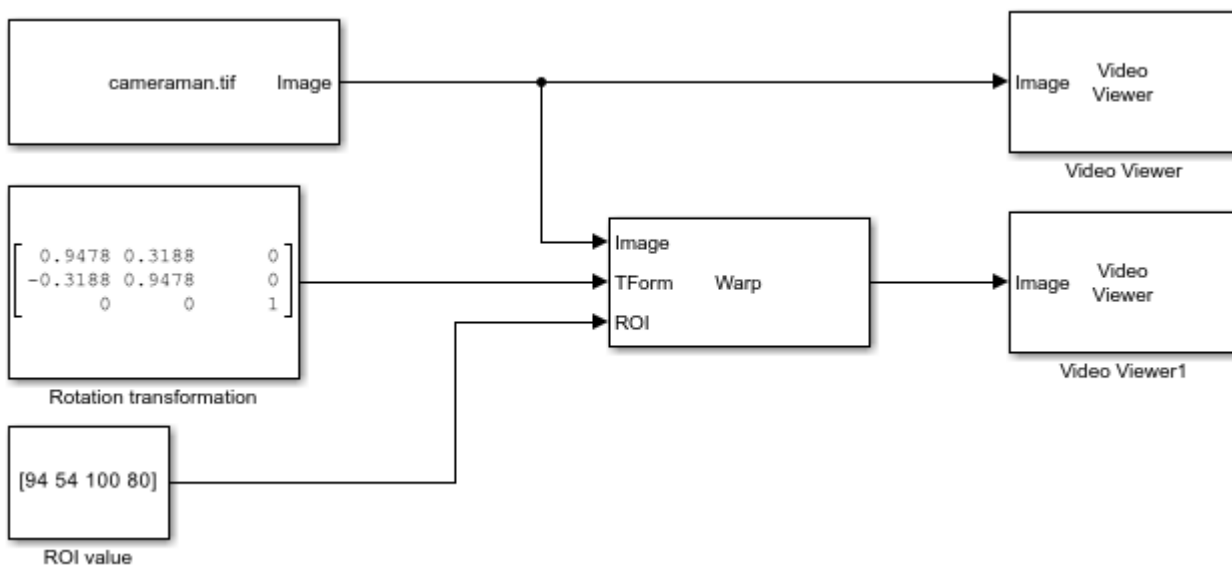 cameraman.tif Image
Image Video
Viewer
Video Viewer
0.9478 0.3188 0
-0.3188 0.9478 0
0 0 1
Rotation transformation
Image
TForm Warp
ROI
Image Video
Viewer
Video Viewer1
[94 54 100 80]
ROI value